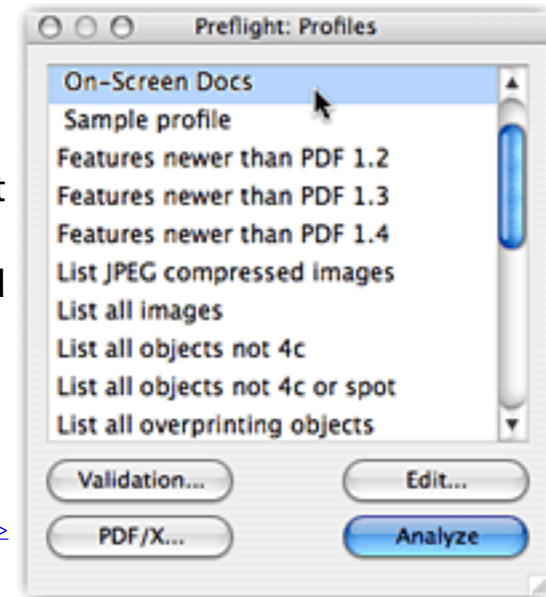 Preflight: Profiles
On-Screen Docs
Sample profile
Features newer than PDF 1.2
t
Features newer than PDF 1.3
Features newer than PDF 1.4
List JPEG compressed images
List all images
List all objects not 4c
List all objects not 4c or spot
List all overprinting objects
Validation...
Edit...
>
PDF/X...
Analyze